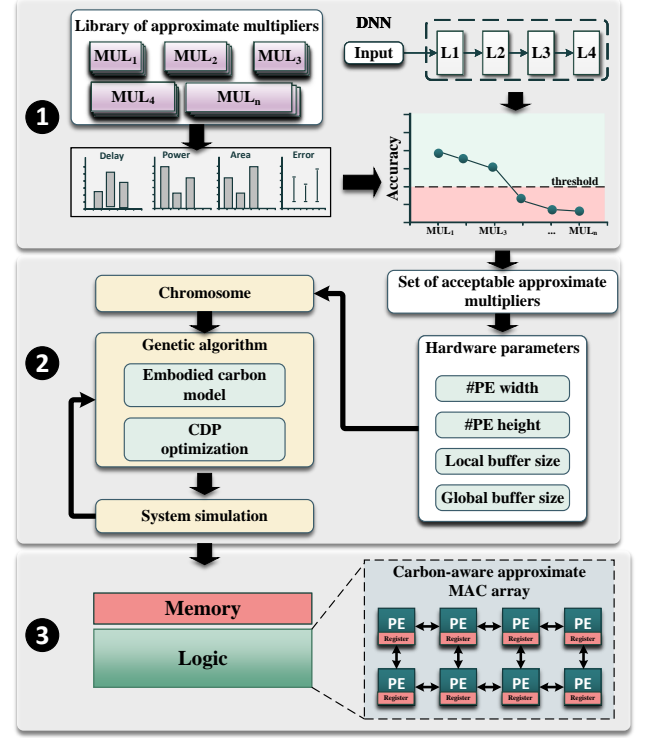 Library of approximate multipliers
MUL1
MUL2
MUL3
MUL4
MULn
DNN
Input
L1
L2
L3
L4
1
Delay
Power
Area
Error
Accuracy
threshold
MUL1
MUL3
...
MULn
2
Chromosome
Genetic algorithm
Embodied carbon
model
CDP
optimization
System simulation
Set of acceptable approximate
multipliers
Hardware parameters
#PE width
#PE height
Local buffer size
Global buffer size
3
Memory
Logic
Carbon-aware approximate
MAC array
PE
PE
PE
PE
Register
Register
Register
Register
PE
PE
PE
PE
Register
Register
Register
Register